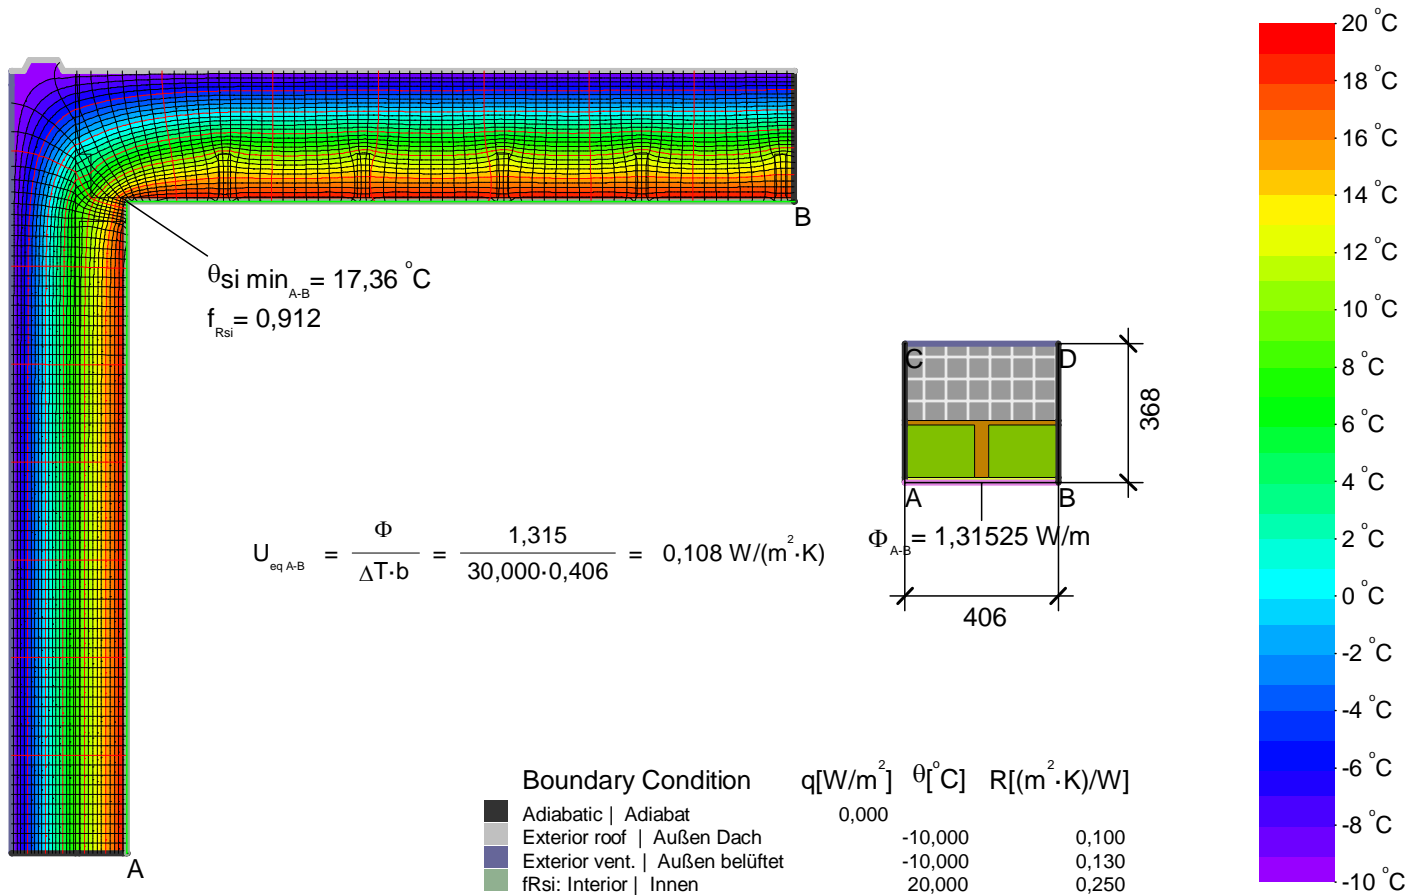 20 °C
18 °C
16 °C
14 °C
12 °C
10 °C
8 °C
6 °C
4 °C
2 °C
0 °C
-2 °C
-4 °C
-6 °C
-8 °C
-10 °C
B
θsi min A-B = 17,36 °C
fRsi = 0,912
A
C D
A B
368
406
Φ A-B = 1,31525 W/m
U eq A-B = Φ / ΔT·b = 1,315 / 30,000·0,406 = 0,108 W/(m²·K)
Boundary Condition q[W/m²] θ[°C] R[(m²·K)/W]
Adiabatic | Adiabat 0,000
Exterior roof | Außen Dach -10,000 0,100
Exterior vent. | Außen belüftet -10,000 0,130
fRsi: Interior | Innen 20,000 0,250